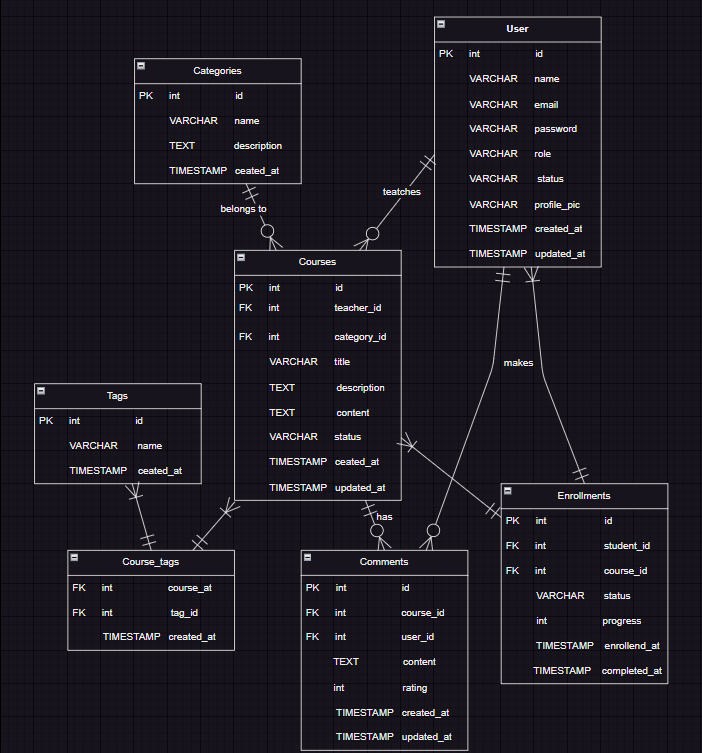 User
PK int id
VARCHAR name
VARCHAR email
VARCHAR password
VARCHAR role
VARCHAR status
VARCHAR profile_pic
TIMESTAMP created_at
TIMESTAMP updated_at
Categories
PK int id
VARCHAR name
TEXT description
TIMESTAMP ceated_at
belongs to
teatches
Courses
PK int id
FK int teacher_id
FK int category_id
VARCHAR title
TEXT description
TEXT content
VARCHAR status
TIMESTAMP ceated_at
TIMESTAMP updated_at
makes
Tags
PK int id
VARCHAR name
TIMESTAMP ceated_at
has
Enrollments
PK int id
FK int student_id
FK int course_id
VARCHAR status
int progress
TIMESTAMP enrollend_at
TIMESTAMP completed_at
Course_tags
FK int course_at
FK int tag_id
TIMESTAMP created_at
Comments
PK int id
FK int course_id
FK int user_id
TEXT content
int rating
TIMESTAMP created_at
TIMESTAMP updated_at